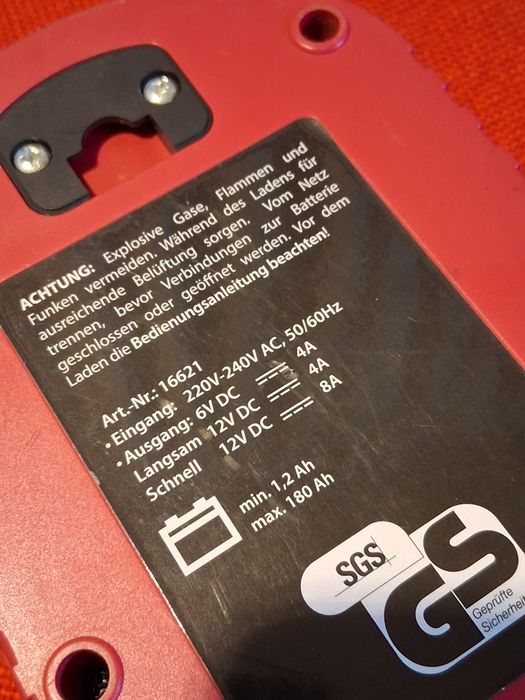 ACHTUNG: Explosive Gase, Flammen und
Funken vermeiden. Während des Ladens für
ausreichende Belüftung sorgen. Vom Netz
trennen, bevor Verbindungen zur Batterie
geschlossen oder geöffnet werden. Vor dem
Laden die Bedienungsanleitung beachten!
Art.-Nr.: 16621
• Eingang: 220V-240V AC, 50/60Hz
• Ausgang: 6V DC 4A
Langsam 12V DC 4A
Schnell 12V DC 8A
min. 1,2 Ah
max. 180 Ah
SGS
GS
Geprüfte
Sicherheit